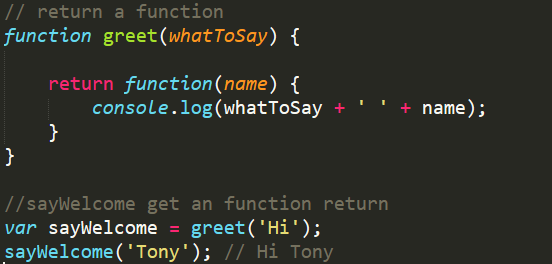 // return a function
function greet(whatToSay) {
    return function(name) {
        console.log(whatToSay + ' ' + name);
    }
}
//sayWelcome get an function return
var sayWelcome = greet('Hi');
sayWelcome('Tony'); // Hi Tony